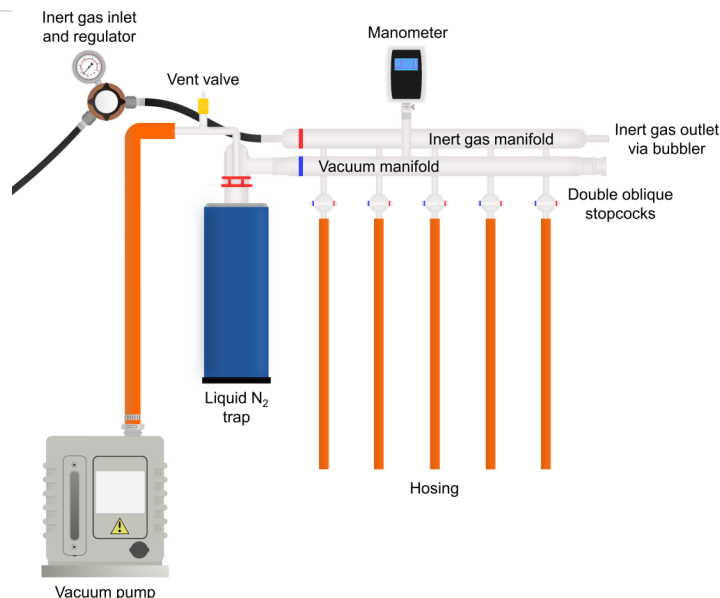 Inert gas inlet
and regulator
Manometer
Vent valve
Inert gas manifold
Inert gas outlet
via bubbler
Vacuum manifold
Double oblique
stopcocks
Liquid N₂
trap
Hosing
Vacuum pump